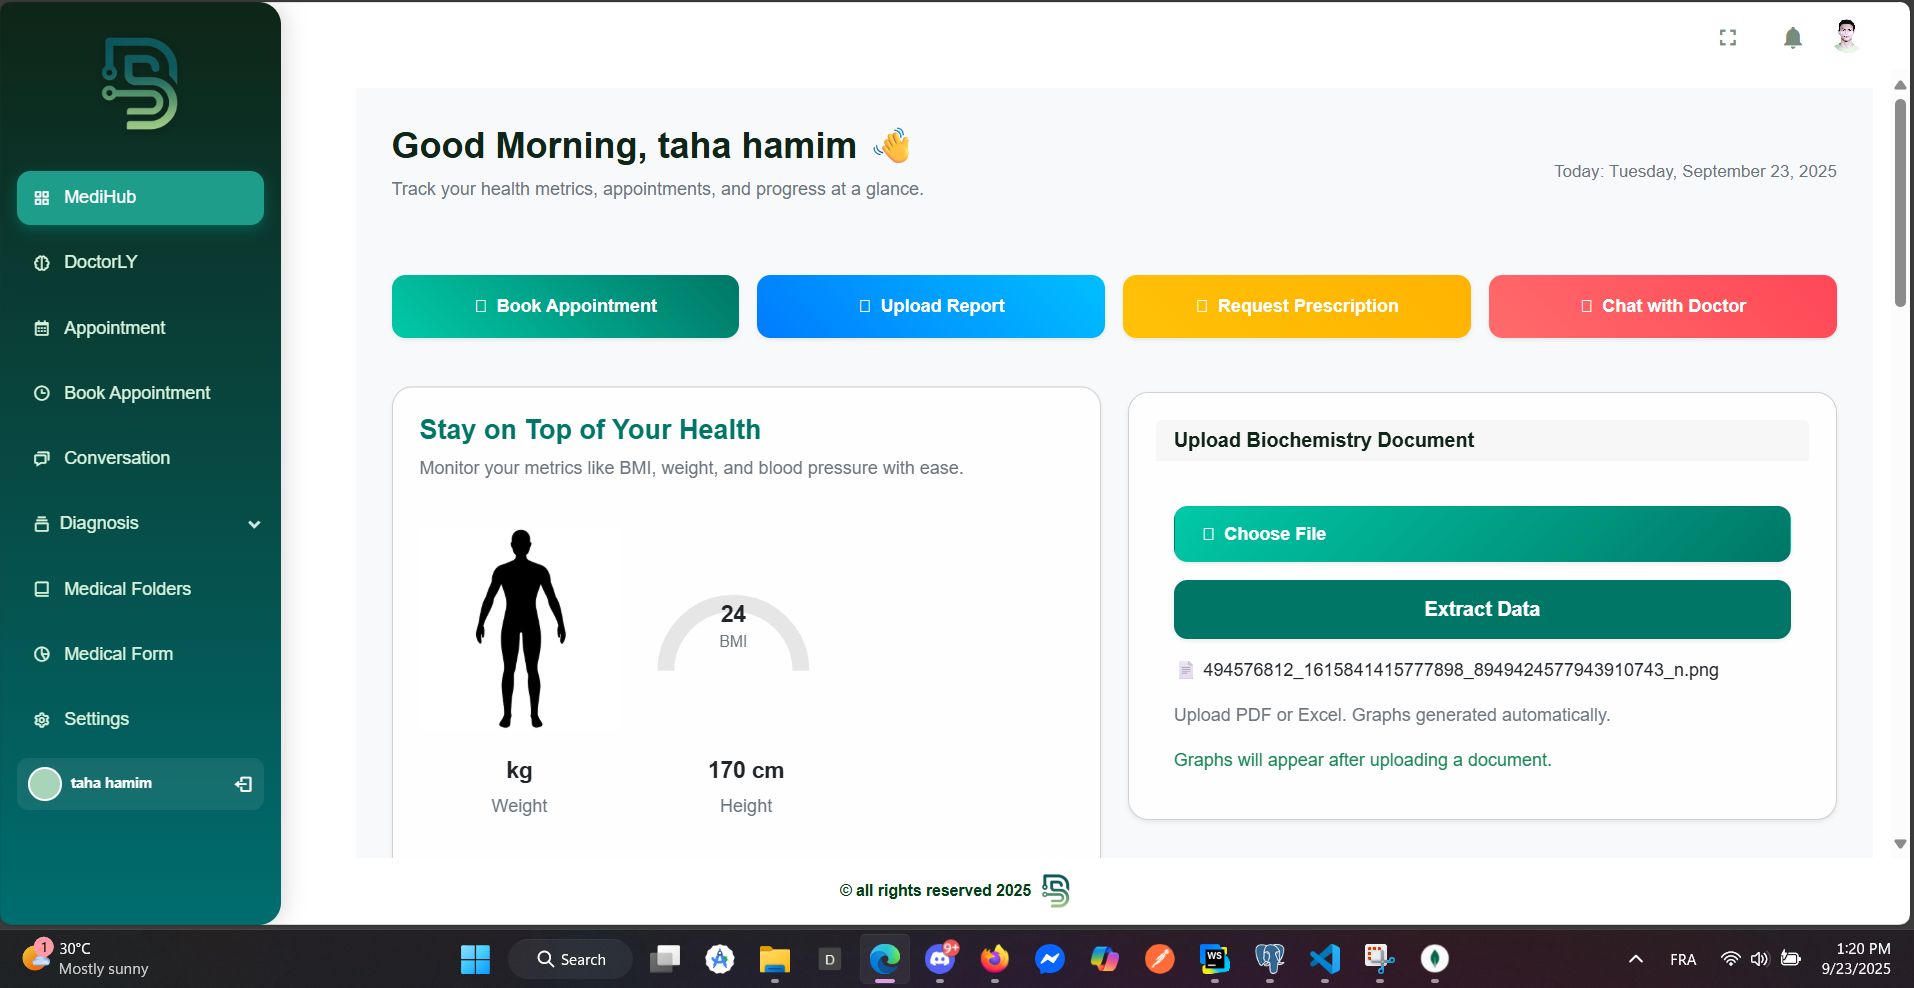 MediHub
DoctorLY
Appointment
Book Appointment
Conversation
Diagnosis
Medical Folders
Medical Form
Settings
taha hamim
Good Morning, taha hamim 👋
Track your health metrics, appointments, and progress at a glance.
Today: Tuesday, September 23, 2025
Book Appointment
Upload Report
Request Prescription
Chat with Doctor
Stay on Top of Your Health
Monitor your metrics like BMI, weight, and blood pressure with ease.
24
BMI
kg
Weight
170 cm
Height
Upload Biochemistry Document
Choose File
Extract Data
494576812_1615841415777898_8949424577943910743_n.png
Upload PDF or Excel. Graphs generated automatically.
Graphs will appear after uploading a document.
© all rights reserved 2025
1
30°C
Mostly sunny
Search
D
9+
WS
FRA
1:20 PM
9/23/2025